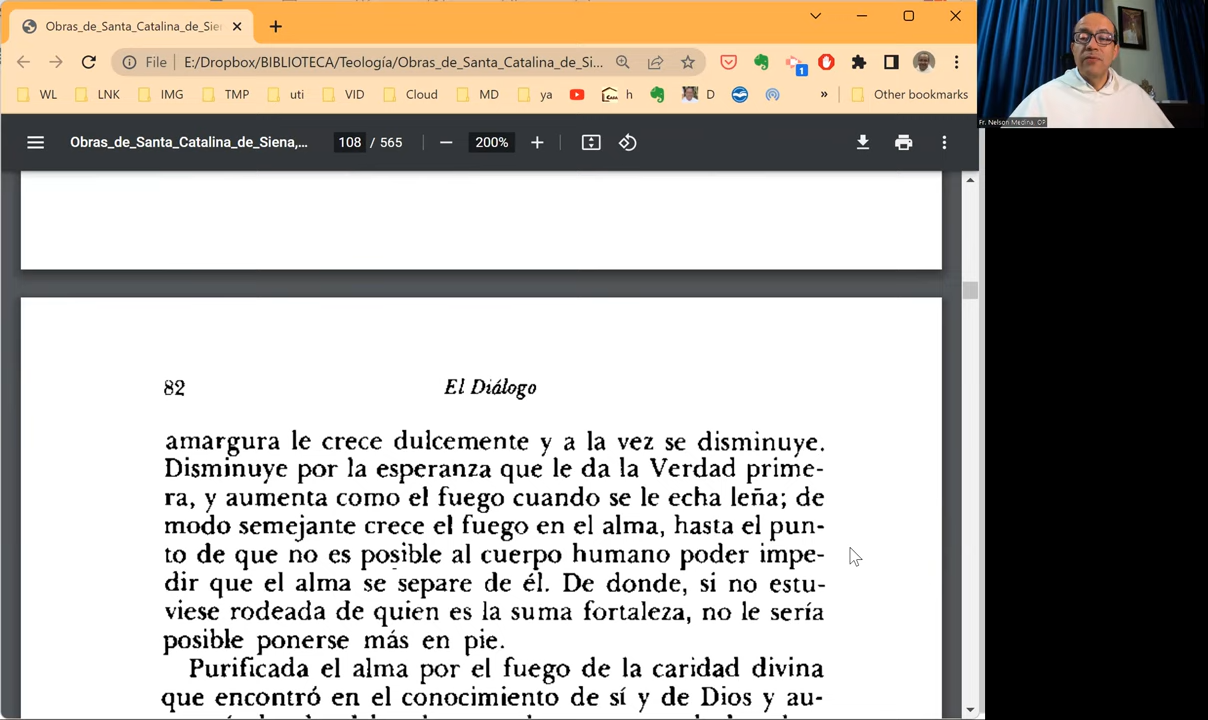 Obras_de_Santa_Catalina_de_Sie
File
E:/Dropbox/BIBLIOTECA/Teología/Obras_de_Santa_Catalina_de_Si...
1
WL LNK IMG TMP uti VID Cloud MD ya h D » Other bookmarks
Obras_de_Santa_Catalina_de_Siena,... 108 / 565 200%
Fr. Nelson Medina, OP
82 El Diálogo
amargura le crece dulcemente y a la vez se disminuye.
Disminuye por la esperanza que le da la Verdad prime-
ra, y aumenta como el fuego cuando se le echa leña; de
modo semejante crece el fuego en el alma, hasta el pun-
to de que no es posible al cuerpo humano poder impe-
dir que el alma se separe de él. De donde, si no estu-
viese rodeada de quien es la suma fortaleza, no le sería
posible ponerse más en pie.
Purificada el alma por el fuego de la caridad divina
que encontró en el conocimiento de sí y de Dios y au-